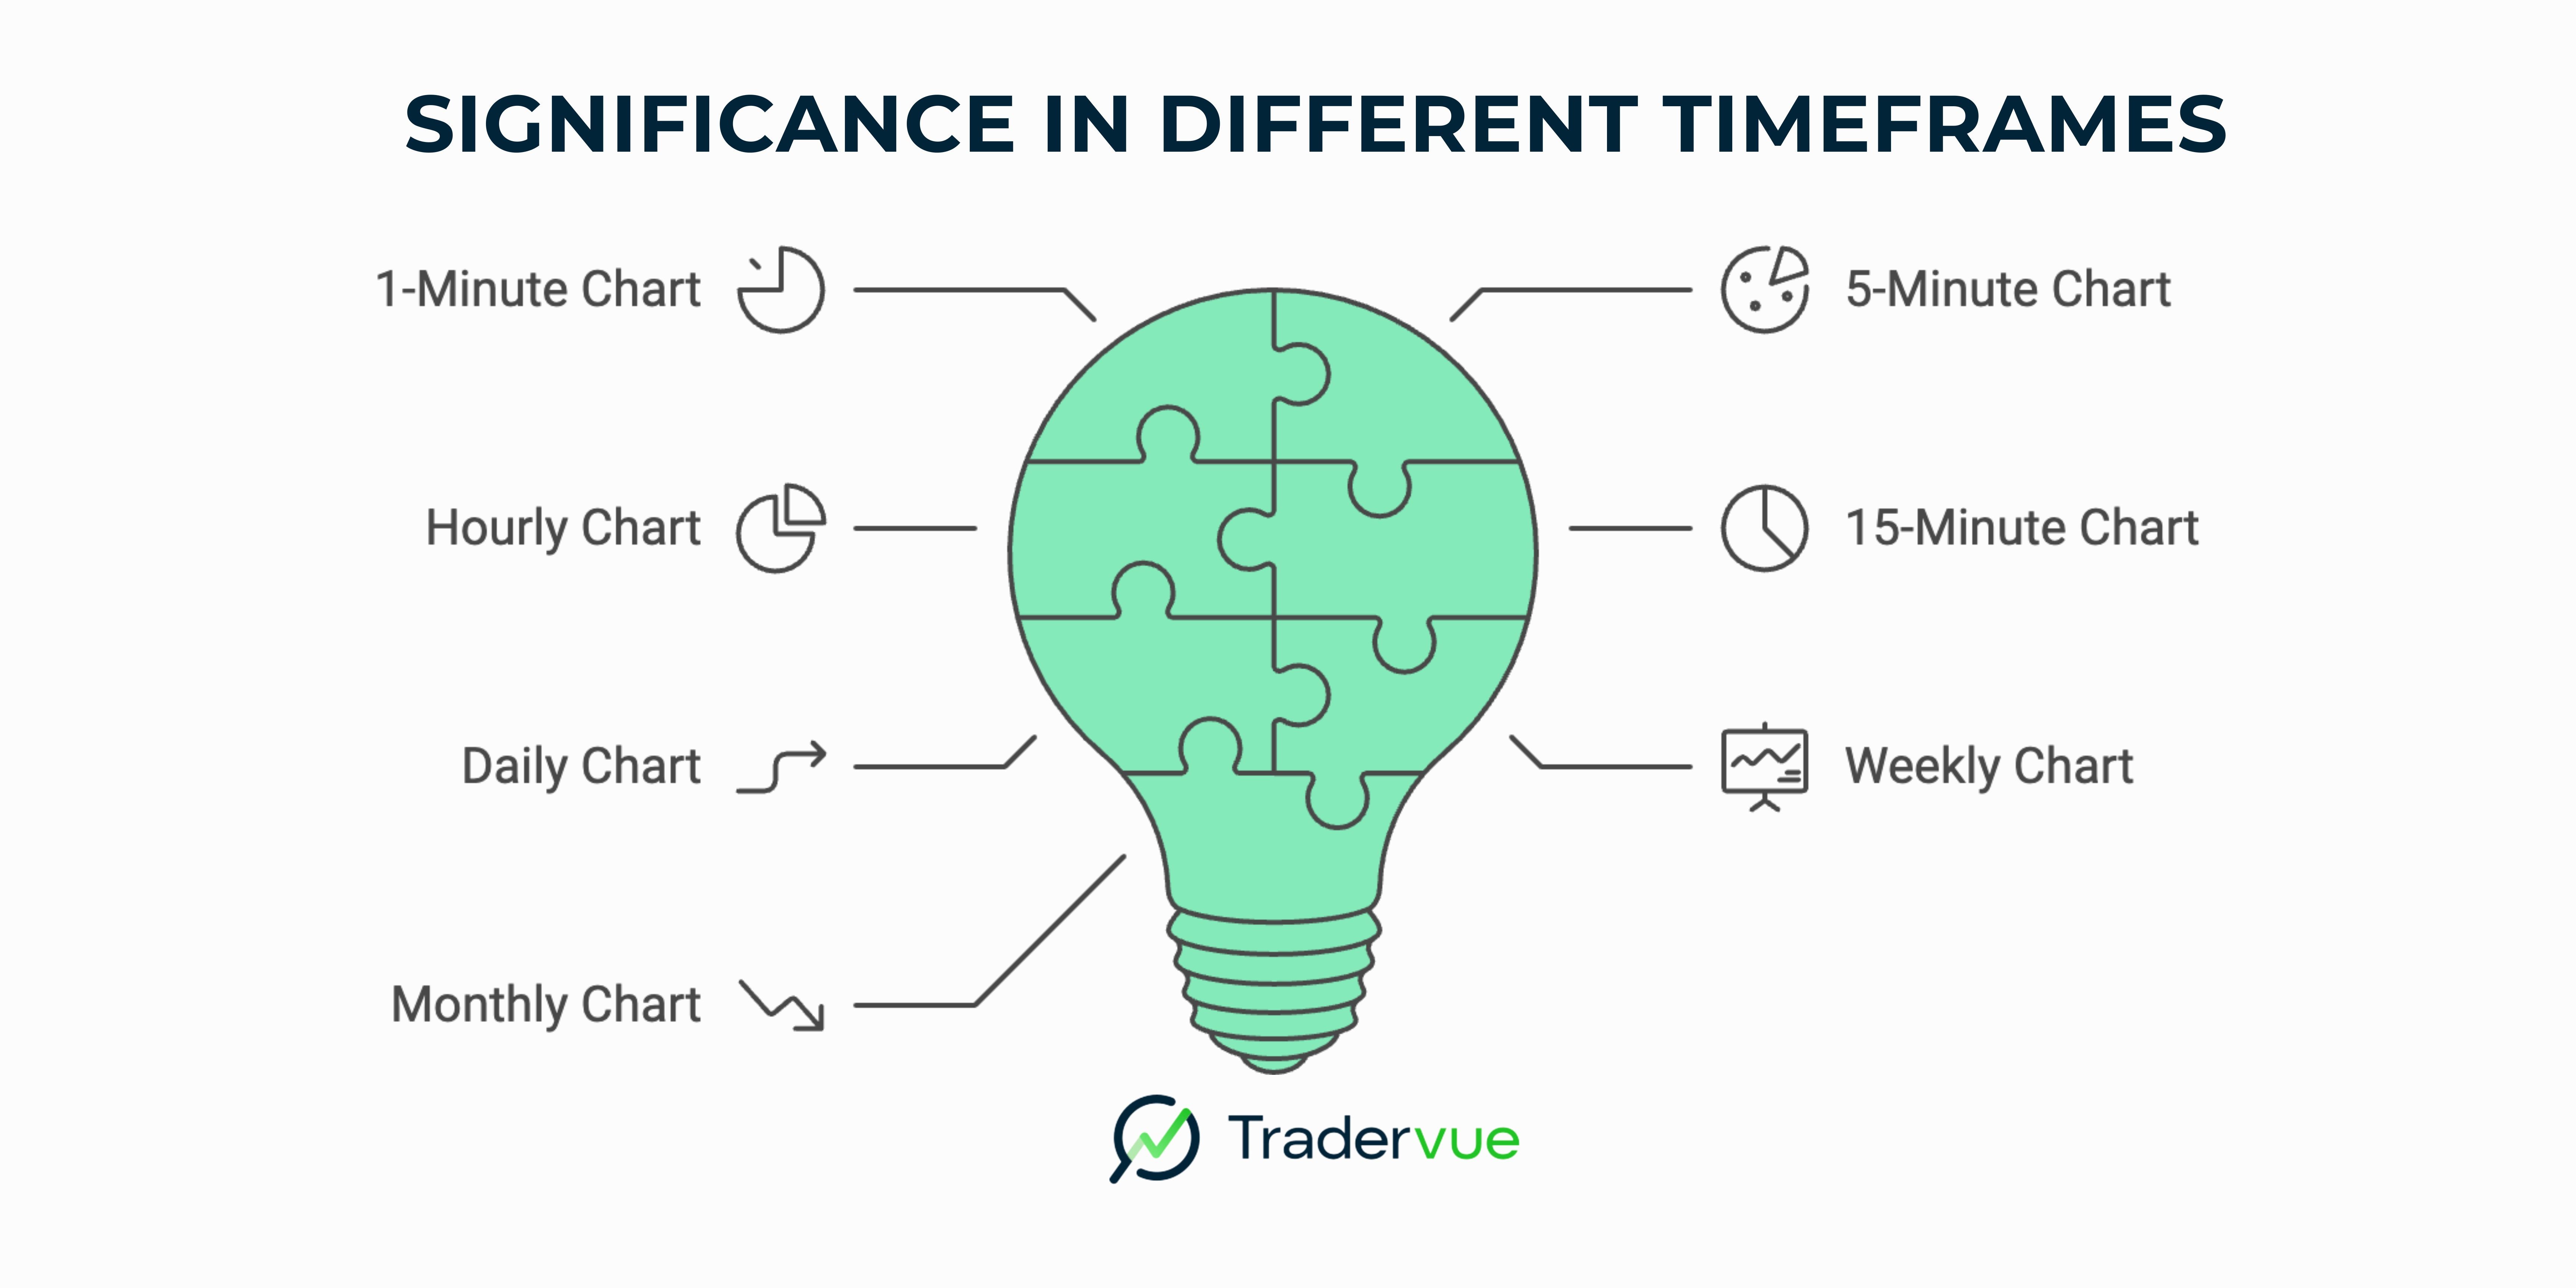 SIGNIFICANCE IN DIFFERENT TIMEFRAMES
1-Minute Chart
5-Minute Chart
Hourly Chart
15-Minute Chart
Daily Chart
Weekly Chart
Monthly Chart
Tradervue